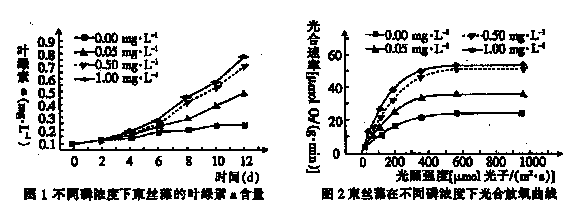 叶绿素 a (mg·L⁻¹)
0.9
0.8
0.7
0.6
0.5
0.4
0.3
0.2
0.1
0.00 mg·L⁻¹
0.05 mg·L⁻¹
0.50 mg·L⁻¹
1.00 mg·L⁻¹
0 2 4 6 8 10 12
时间(d)
图1不同磷浓度下束丝藻的叶绿素a含量
光合速率
[μmol O₂/(mg·min)]
60
40
20
0
0.00 mg·L⁻¹
0.05 mg·L⁻¹
0.50 mg·L⁻¹
1.00 mg·L⁻¹
0 200 400 600 800 1000
光照强度[μmol 光子/(m²·s)]
图2束丝藻在不同磷浓度下光合放氧曲线